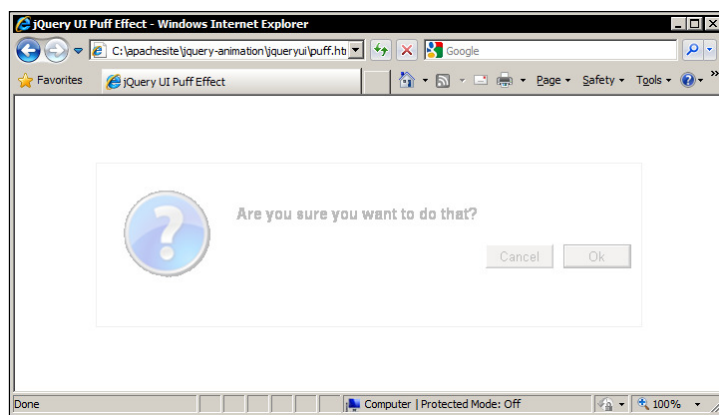 jQuery UI Puff Effect - Windows Internet Explorer
C:\apachesite\jquery-animation\jqueryui\puff.ht
Google
Favorites
jQuery UI Puff Effect
Page
Safety
Tools
»
?
Are you sure you want to do that?
Cancel
Ok
Done
Computer | Protected Mode: Off
100%